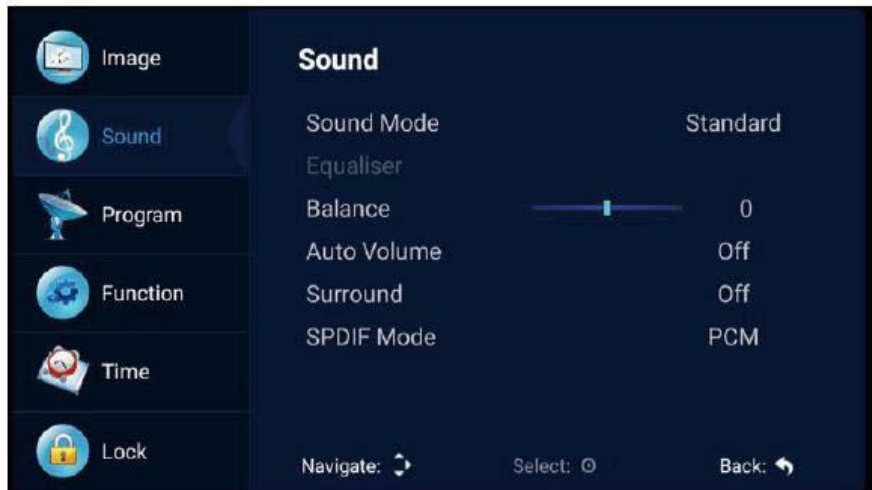 Image
Sound
Program
Function
Time
Lock
Sound
Sound Mode Standard
Equaliser
Balance 0
Auto Volume Off
Surround Off
SPDIF Mode PCM
Navigate: Select: Back: